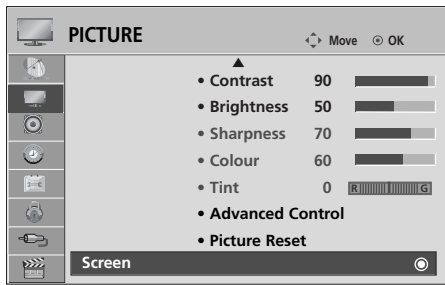 PICTURE Move OK
• Contrast 90
• Brightness 50
• Sharpness 70
• Colour 60
• Tint 0 R G
• Advanced Control
• Picture Reset
Screen